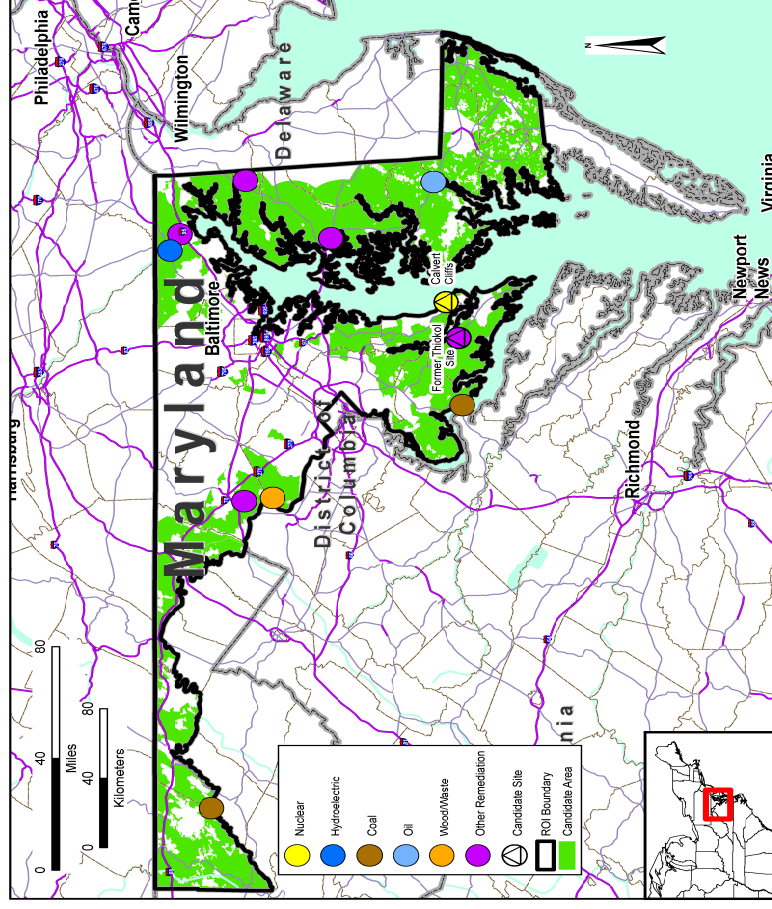 Philadelphia
Wilmington
Delaware
Maryland
Baltimore
Calvert
Cliffs
Former Thiokol
Site
District of
Columbia
Richmond
Newport
News
Virginia
nia
N
0
40
80
Miles
0
40
80
Kilometers
Nuclear
Hydroelectric
Coal
Oil
Wood/Waste
Other Remediation
Candidate Site
ROI Boundary
Candidate Area